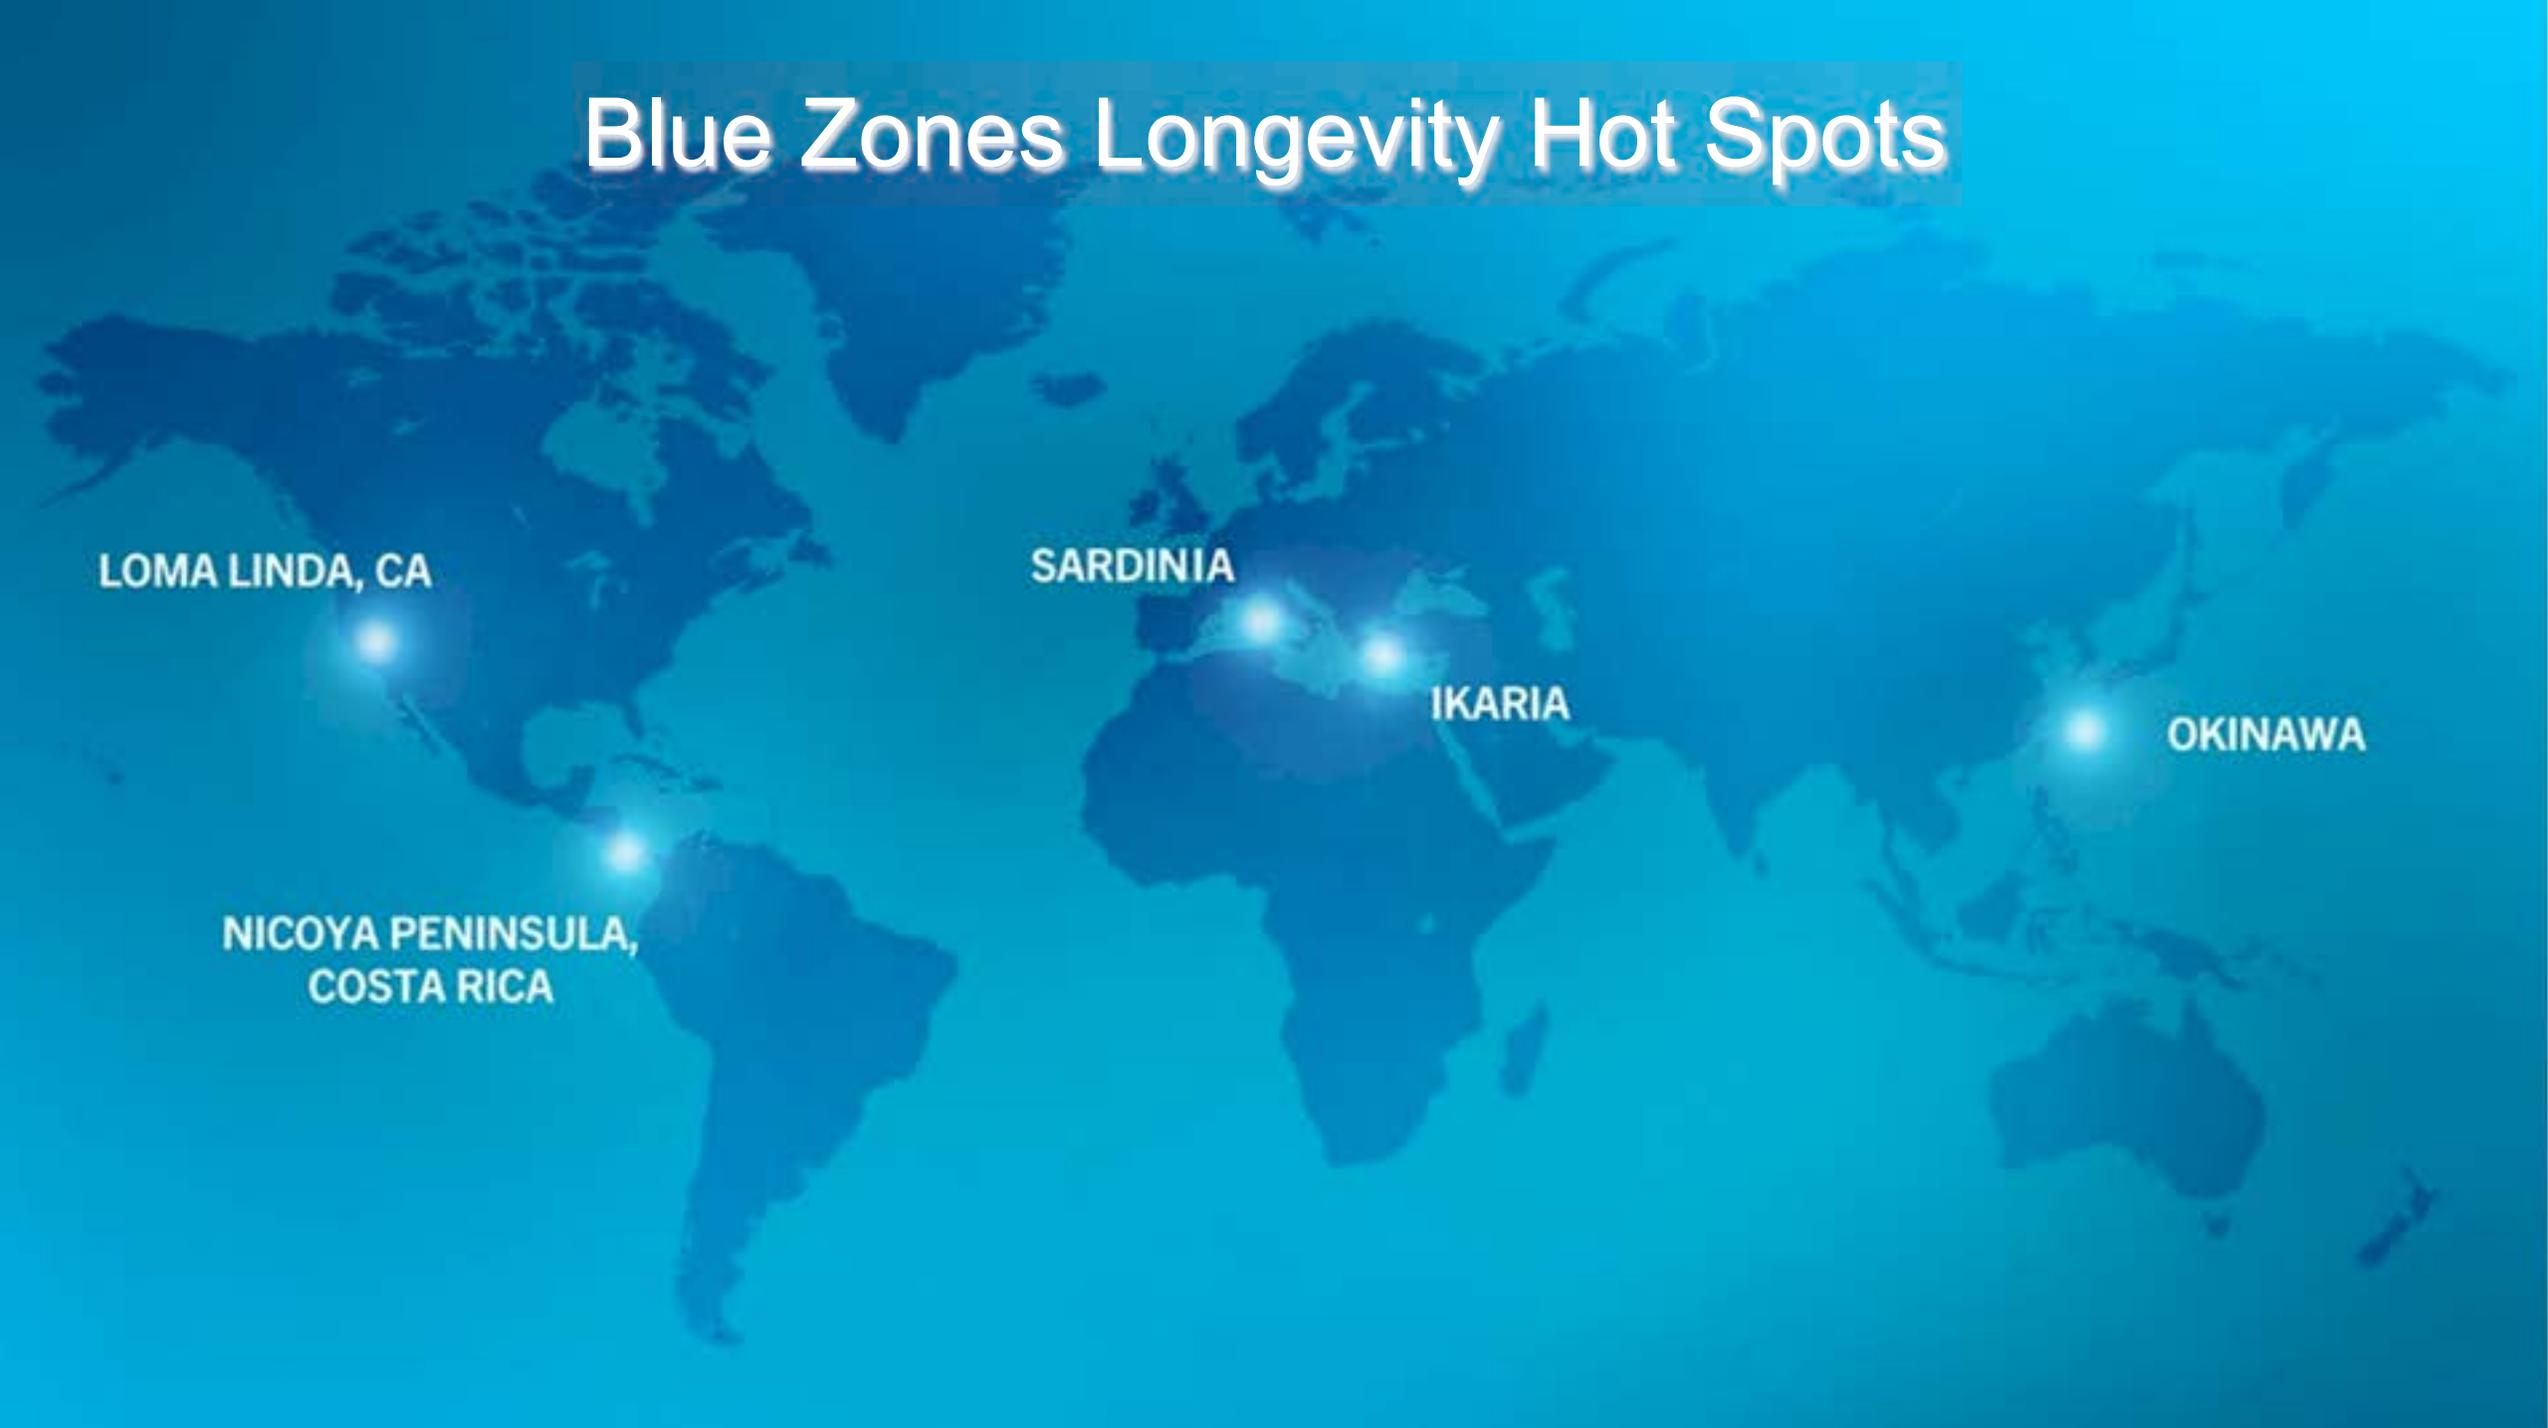 Blue Zones Longevity Hot Spots
LOMA LINDA, CA
SARDINIA
IKARIA
OKINAWA
NICOYA PENINSULA,
COSTA RICA